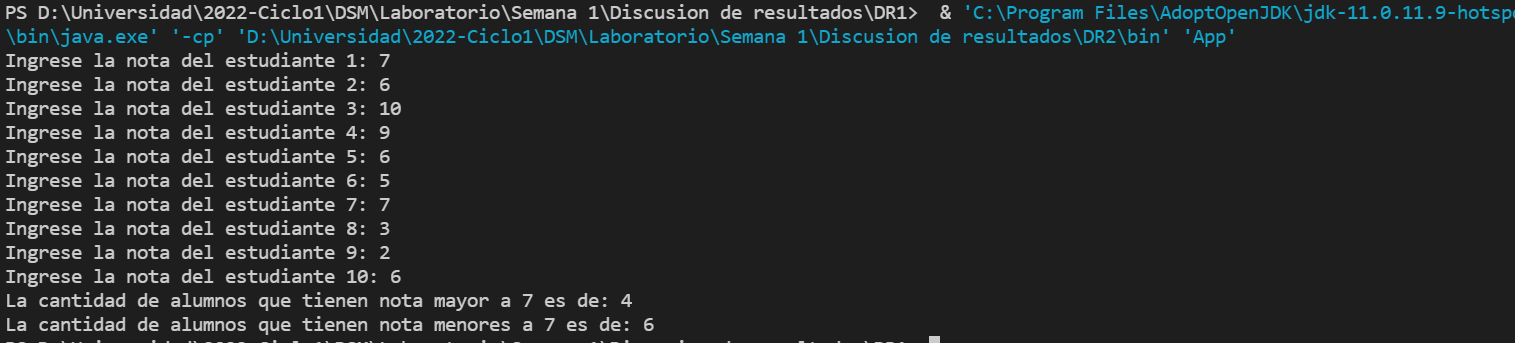 PS D:\Universidad\2022-Ciclo1\DSM\Laboratorio\Semana 1\Discusion de resultados\DR1>  & 'C:\Program Files\AdoptOpenJDK\jdk-11.0.11.9-hotspo
\bin\java.exe' '-cp' 'D:\Universidad\2022-Ciclo1\DSM\Laboratorio\Semana 1\Discusion de resultados\DR2\bin' 'App'
Ingrese la nota del estudiante 1: 7
Ingrese la nota del estudiante 2: 6
Ingrese la nota del estudiante 3: 10
Ingrese la nota del estudiante 4: 9
Ingrese la nota del estudiante 5: 6
Ingrese la nota del estudiante 6: 5
Ingrese la nota del estudiante 7: 7
Ingrese la nota del estudiante 8: 3
Ingrese la nota del estudiante 9: 2
Ingrese la nota del estudiante 10: 6
La cantidad de alumnos que tienen nota mayor a 7 es de: 4
La cantidad de alumnos que tienen nota menores a 7 es de: 6